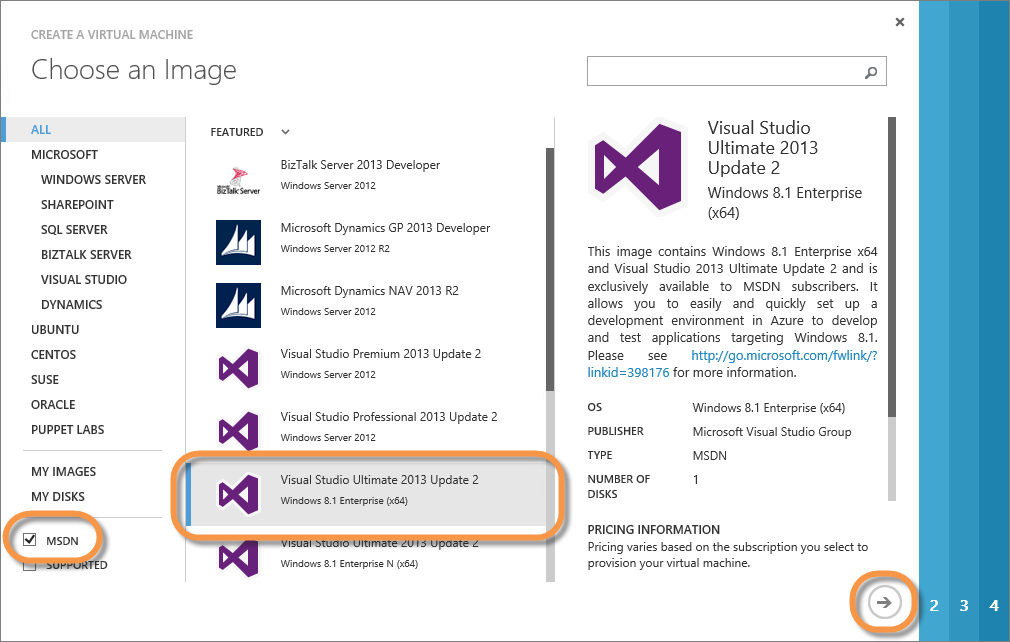 CREATE A VIRTUAL MACHINE
Choose an Image
ALL
MICROSOFT
WINDOWS SERVER
SHAREPOINT
SQL SERVER
BIZTALK SERVER
VISUAL STUDIO
DYNAMICS
UBUNTU
CENTOS
SUSE
ORACLE
PUPPET LABS
MY IMAGES
MY DISKS
MSDN
SUPPORTED
FEATURED
Microsoft
BizTalk Server
BizTalk Server 2013 Developer
Windows Server 2012
Microsoft Dynamics GP 2013 Developer
Windows Server 2012 R2
Microsoft Dynamics NAV 2013 R2
Windows Server 2012
Visual Studio Premium 2013 Update 2
Windows Server 2012
Visual Studio Professional 2013 Update 2
Windows Server 2012
Visual Studio Ultimate 2013 Update 2
Windows 8.1 Enterprise (x64)
Visual Studio Ultimate 2013 Update 2
Windows 8.1 Enterprise N (x64)
Visual Studio
Ultimate 2013
Update 2
Windows 8.1 Enterprise
(x64)
This image contains Windows 8.1 Enterprise x64
and Visual Studio 2013 Ultimate Update 2 and is
exclusively available to MSDN subscribers. It
allows you to easily and quickly set up a
development environment in Azure to develop
and test applications targeting Windows 8.1.
Please see http://go.microsoft.com/fwlink/?
linkid=398176 for more information.
OS Windows 8.1 Enterprise (x64)
PUBLISHER Microsoft Visual Studio Group
TYPE MSDN
NUMBER OF 1
DISKS
PRICING INFORMATION
Pricing varies based on the subscription you select to
provision your virtual machine.
2 3 4